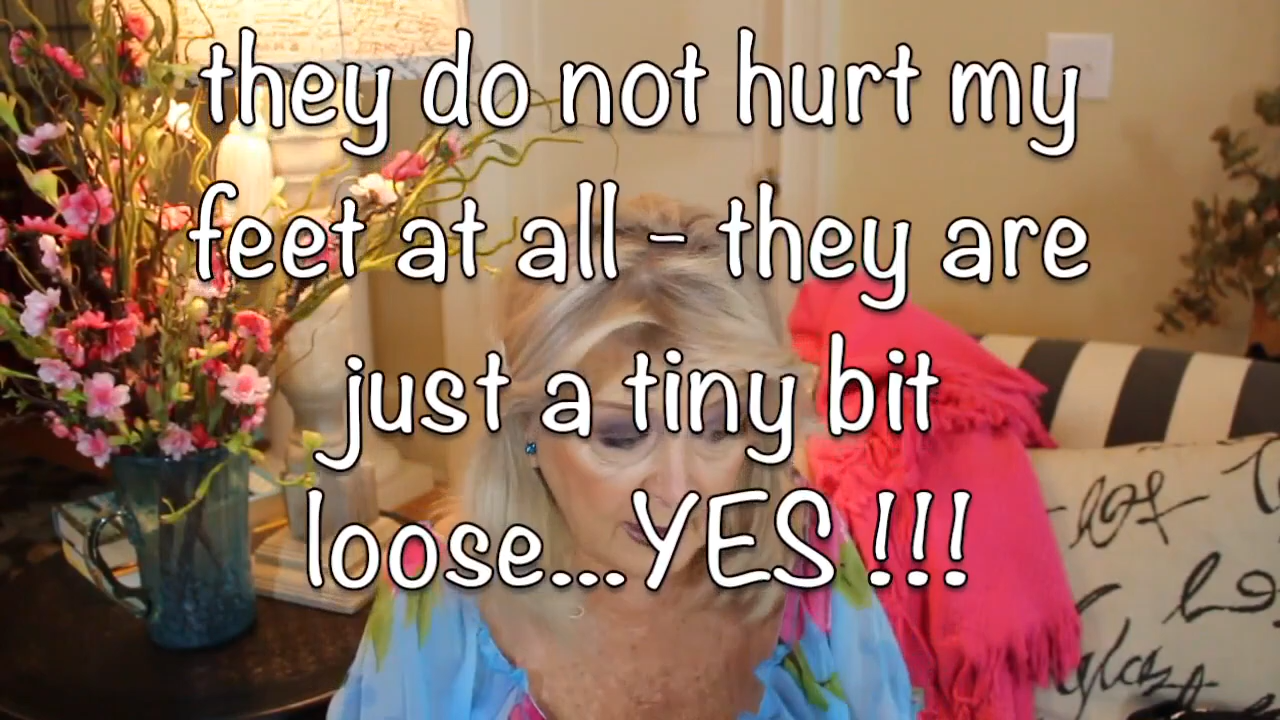 they do not hurt my
feet at all - they are
just a tiny bit
loose...YES !!!